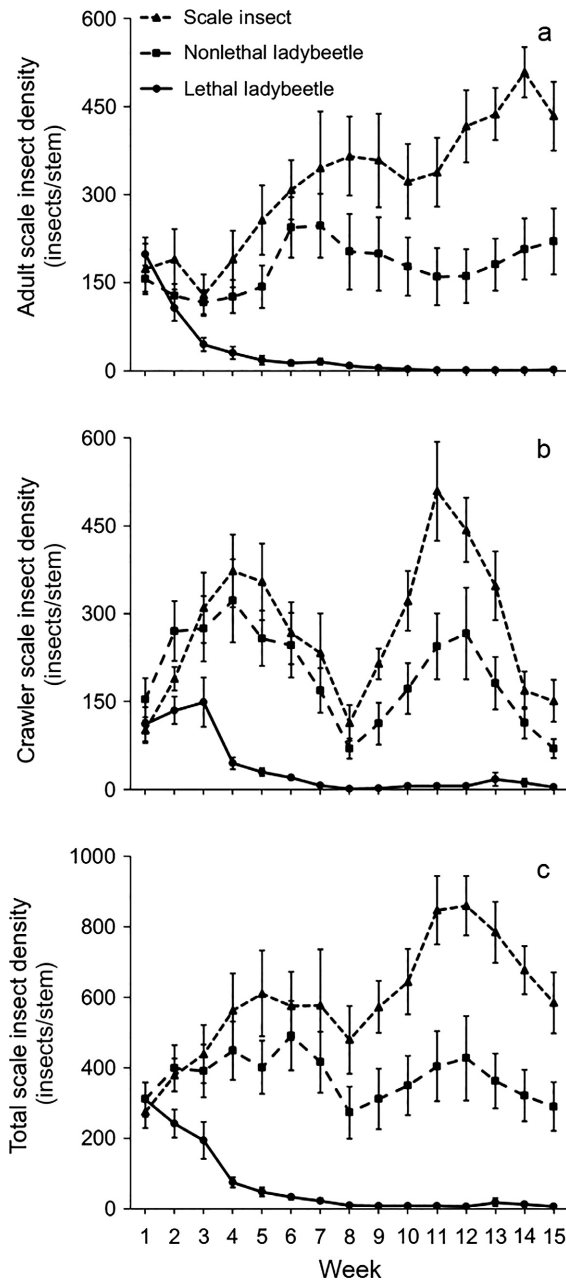 Scale insect
Nonlethal ladybeetle
Lethal ladybeetle
a
600
450
300
150
0
Adult scale insect density
(insects/stem)
b
600
450
300
150
0
Crawler scale insect density
(insects/stem)
c
1000
800
600
400
200
0
Total scale insect density
(insects/stem)
1 2 3 4 5 6 7 8 9 10 11 12 13 14 15
Week